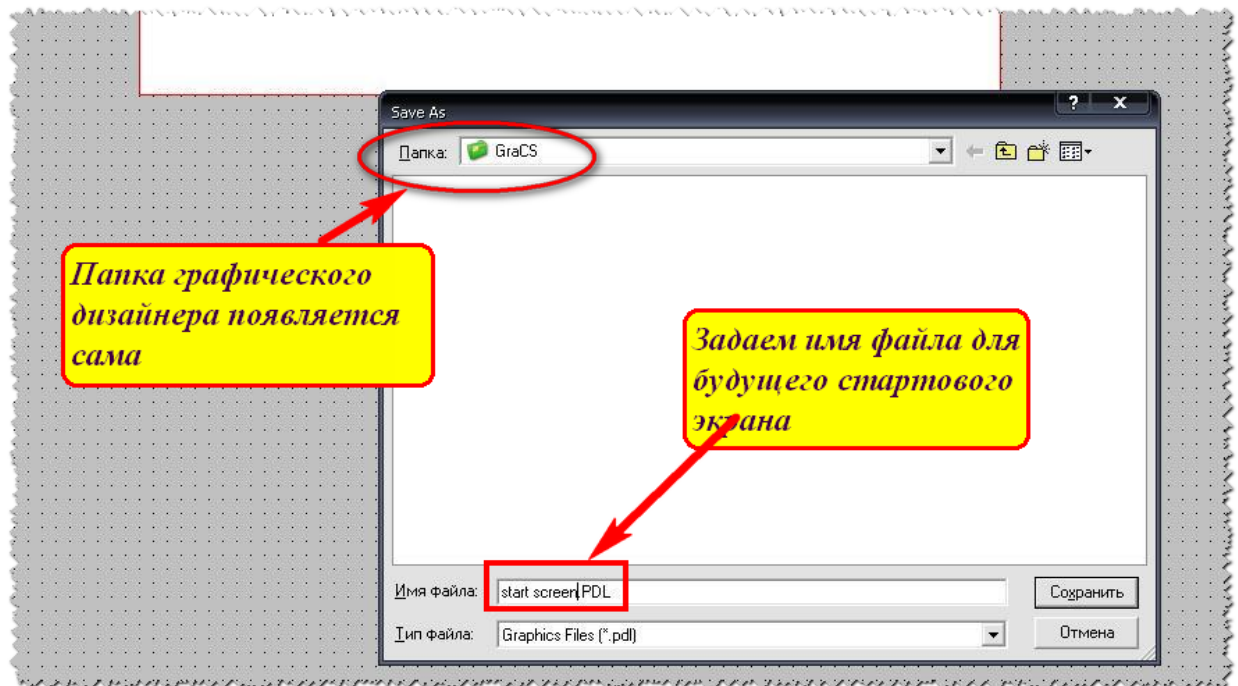 Save As
Папка: GraCS
Папка графического
дизайнера появляется
сама
Задаем имя файла для
будущего стартового
экрана
Имя файла: start screen.PDL Сохранить
Тип файла: Graphics Files (*.pdl) Отмена